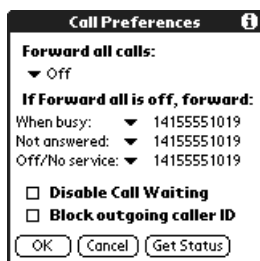 Call Preferences
Forward all calls:
Off
If Forward all is off, forward:
When busy: 14155551019
Not answered: 14155551019
Off/No service: 14155551019
Disable Call Waiting
Block outgoing caller ID
OK Cancel Get Status